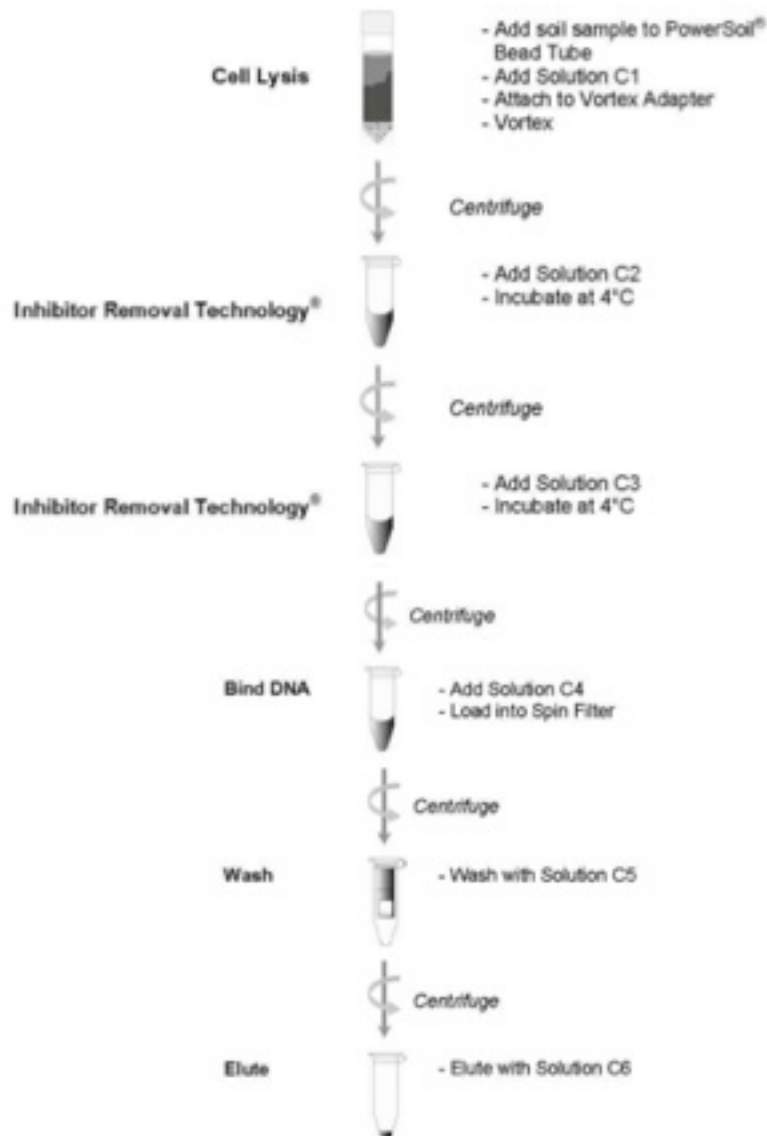 - Add soil sample to PowerSoil®
Bead Tube
Cell Lysis
- Add Solution C1
- Attach to Vortex Adapter
- Vortex
Centrifuge
- Add Solution C2
- Incubate at 4°C
Inhibitor Removal Technology®
Centrifuge
- Add Solution C3
- Incubate at 4°C
Inhibitor Removal Technology®
Centrifuge
Bind DNA
- Add Solution C4
- Load into Spin Filter
Centrifuge
Wash
- Wash with Solution C5
Centrifuge
Elute
- Elute with Solution C6